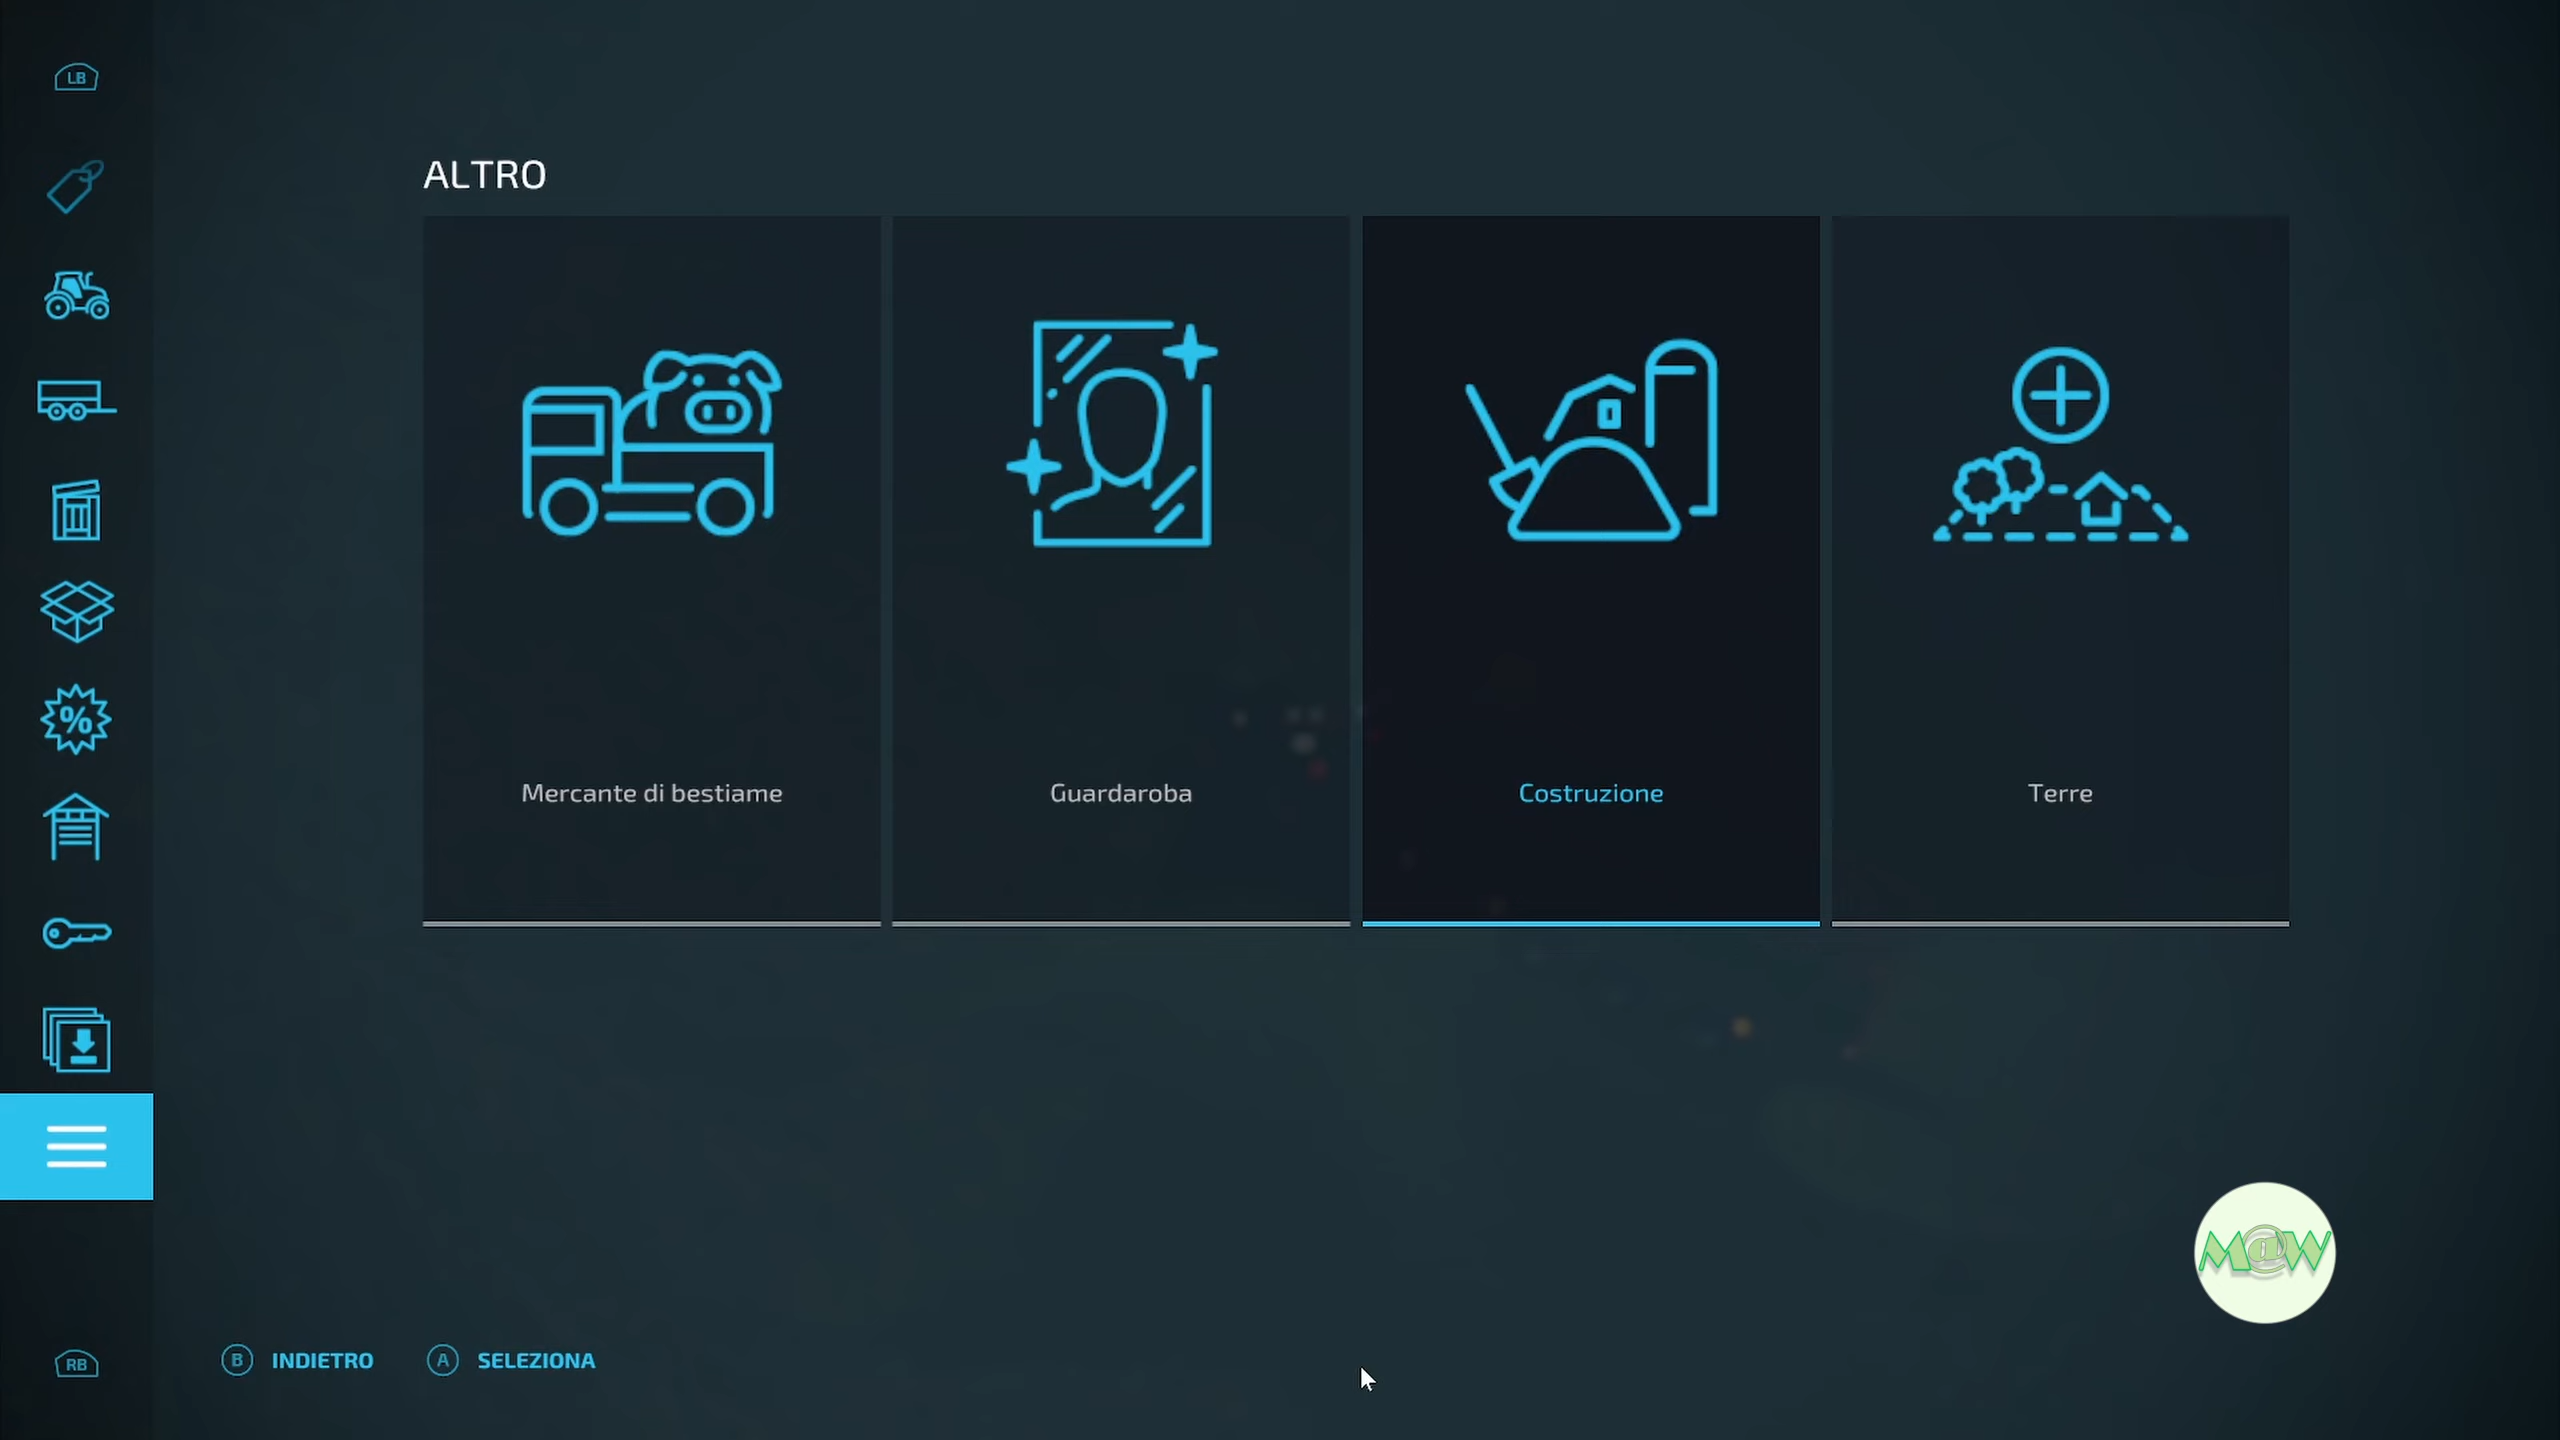 LB
ALTRO
%
Mercante di bestiame
Guardaroba
Costruzione
Terre
M@W
B INDIETRO A SELEZIONA
RB